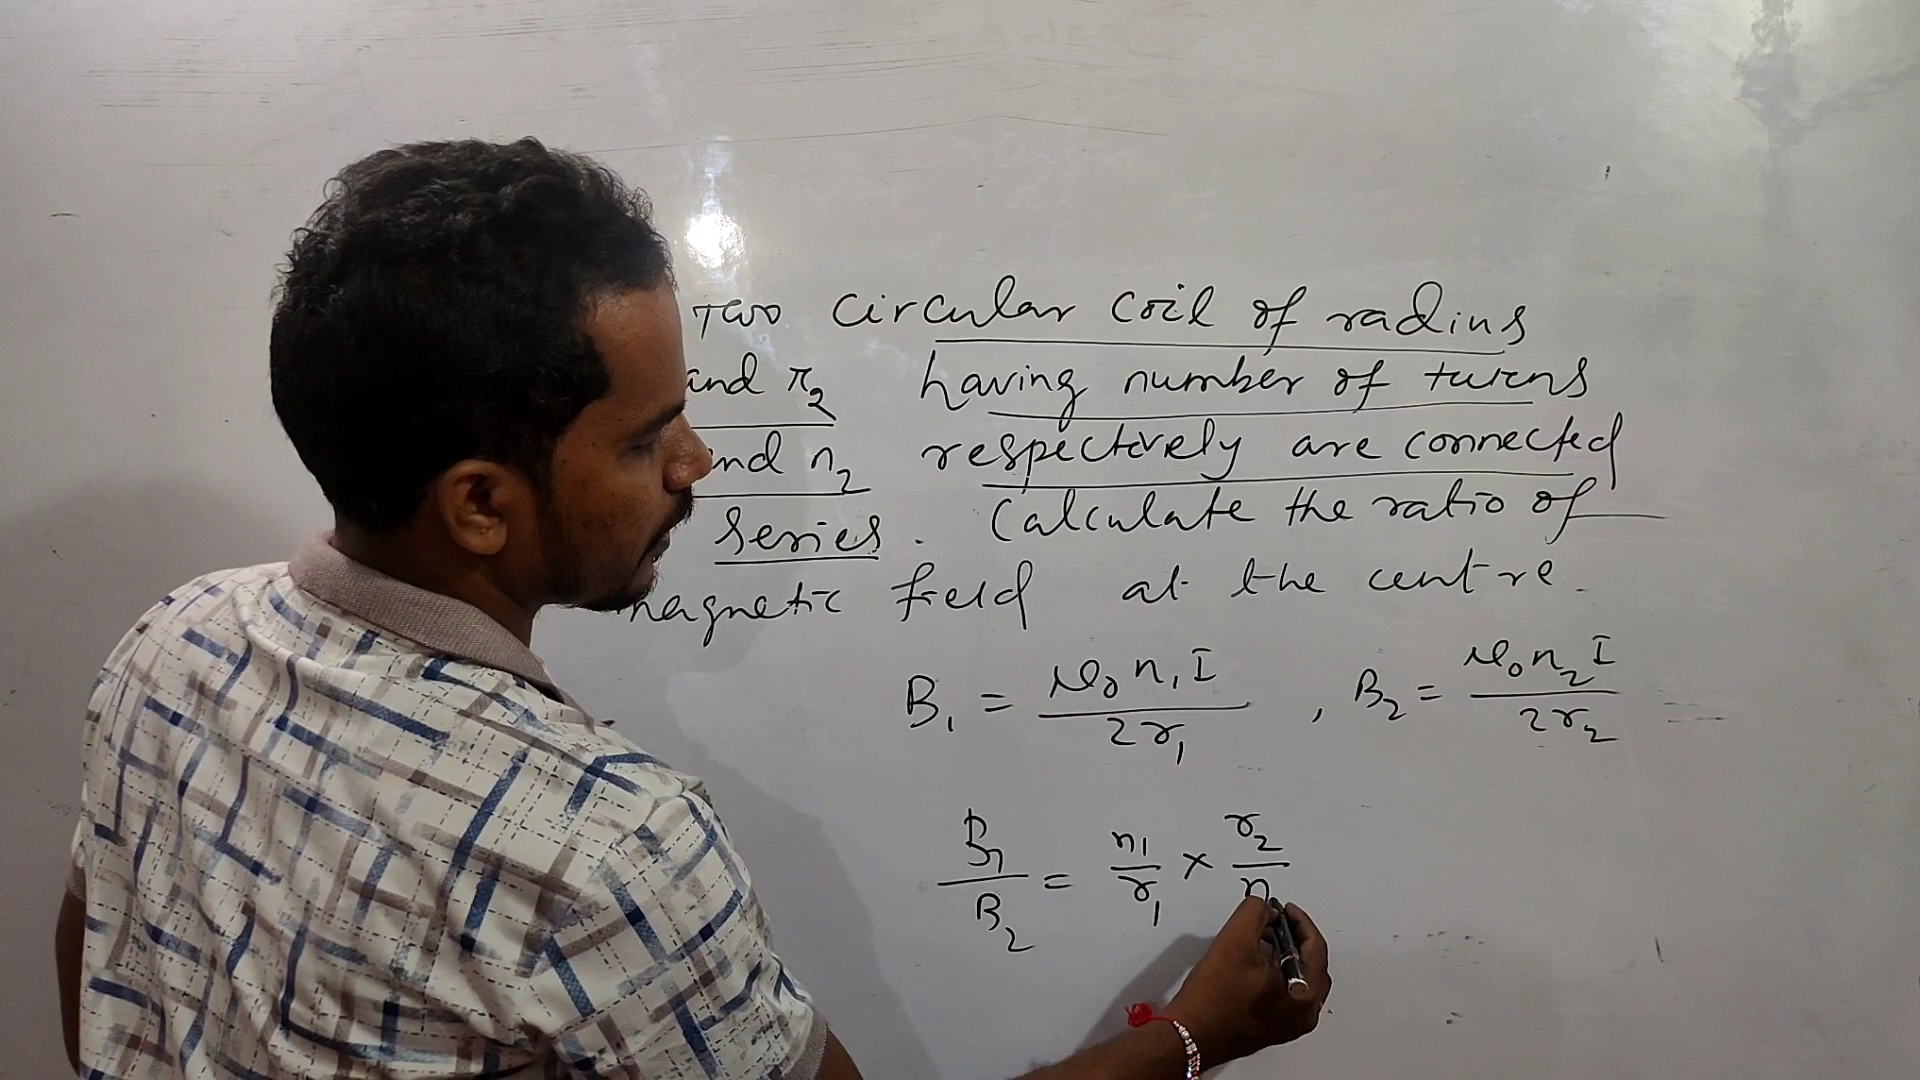 Two circular coil of radius
and r₂ having number of turns
and n₂ respectively are connected
series. Calculate the ratio of
magnetic field at the centre.
B₁ = μ₀n₁I / 2r₁ , B₂ = μ₀n₂I / 2r₂
B₁ / B₂ = n₁ / r₁ × r₂ / n